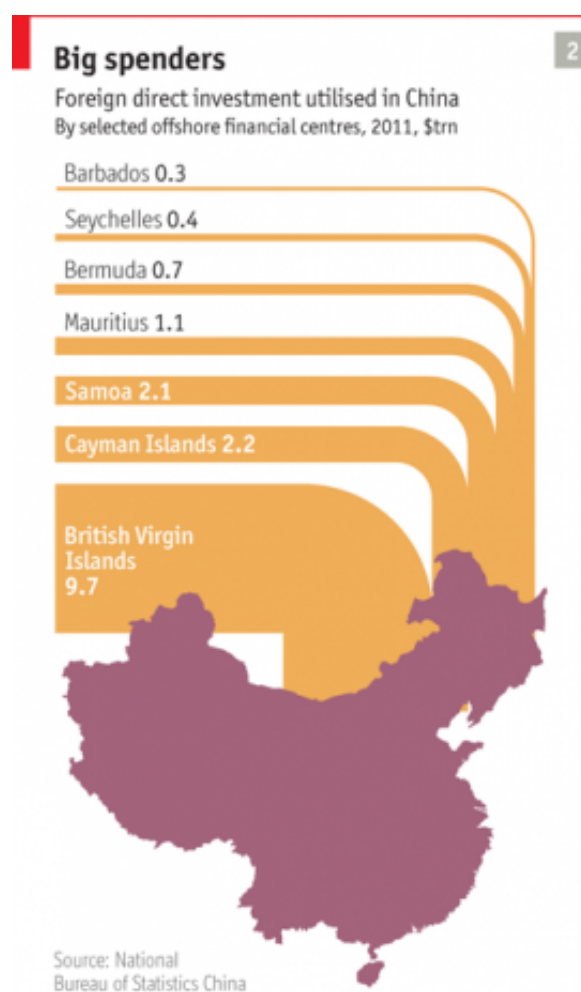 Big spenders
2
Foreign direct investment utilised in China
By selected offshore financial centres, 2011, $trn
Barbados 0.3
Seychelles 0.4
Bermuda 0.7
Mauritius 1.1
Samoa 2.1
Cayman Islands 2.2
British Virgin
Islands
9.7
Source: National
Bureau of Statistics China